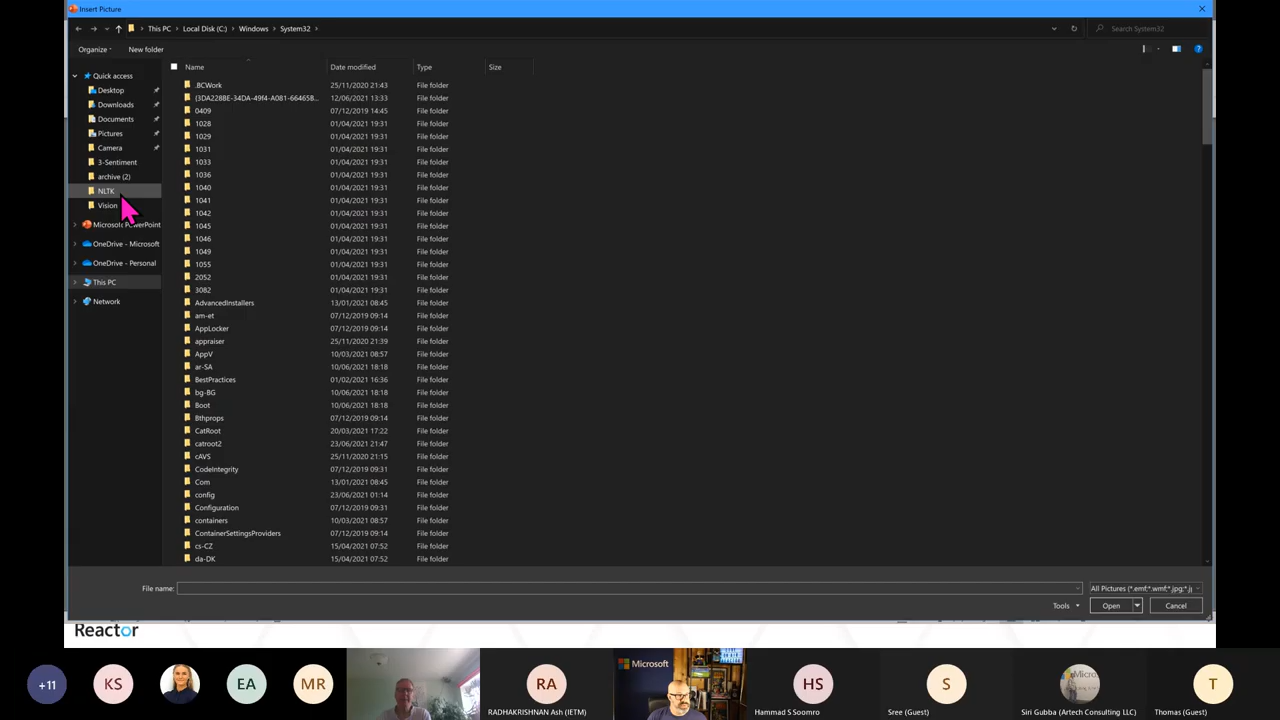 Insert Picture
This PC
Local Disk (C:)
Windows
System32
Search System32
Organize
New folder
Name
Date modified
Type
Size
Quick access
Desktop
Downloads
Documents
Pictures
Camera
3-Sentiment
archive (2)
NLTK
Vision
Microsoft PowerPoint
OneDrive - Microsoft
OneDrive - Personal
This PC
Network
.BCWork 25/11/2020 21:43 File folder
{3DA228BE-34DA-49f4-A081-66465B... 12/06/2021 13:33 File folder
0409 07/12/2019 14:45 File folder
1028 01/04/2021 19:31 File folder
1029 01/04/2021 19:31 File folder
1031 01/04/2021 19:31 File folder
1033 01/04/2021 19:31 File folder
1036 01/04/2021 19:31 File folder
1040 01/04/2021 19:31 File folder
1041 01/04/2021 19:31 File folder
1042 01/04/2021 19:31 File folder
1045 01/04/2021 19:31 File folder
1046 01/04/2021 19:31 File folder
1049 01/04/2021 19:31 File folder
1055 01/04/2021 19:31 File folder
2052 01/04/2021 19:31 File folder
3082 01/04/2021 19:31 File folder
AdvancedInstallers 13/01/2021 08:45 File folder
am-et 07/12/2019 09:14 File folder
AppLocker 07/12/2019 09:14 File folder
appraiser 25/11/2020 21:39 File folder
AppV 10/03/2021 08:57 File folder
ar-SA 10/06/2021 18:18 File folder
BestPractices 01/02/2021 16:36 File folder
bg-BG 10/06/2021 18:18 File folder
Boot 10/06/2021 18:18 File folder
Bthprops 07/12/2019 09:14 File folder
CatRoot 20/03/2021 17:22 File folder
catroot2 23/06/2021 21:47 File folder
cAVS 25/11/2020 21:15 File folder
CodeIntegrity 07/12/2019 09:31 File folder
Com 13/01/2021 08:45 File folder
config 23/06/2021 01:14 File folder
Configuration 07/12/2019 09:31 File folder
containers 10/03/2021 08:57 File folder
ContainerSettingsProviders 07/12/2019 09:14 File folder
cs-CZ 15/04/2021 07:52 File folder
da-DK 15/04/2021 07:52 File folder
File name:
All Pictures (*.emf;*.wmf;*.jpg;*.j
Tools
Open
Cancel
Reactor
Microsoft
+11
KS
EA
MR
RA
HS
S
T
RADHAKRISHNAN Ash (IETM)
Hammad S Soomro
Sree (Guest)
Siri Gubba (Artech Consulting LLC)
Thomas (Guest)